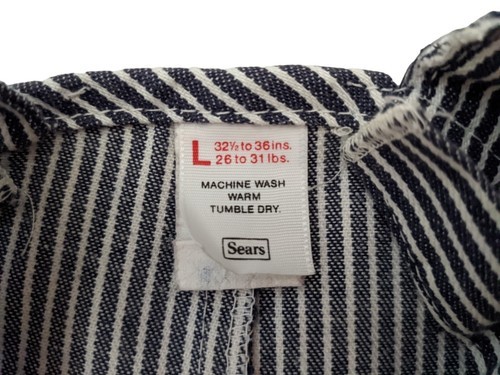 L 32½ to 36 ins.
26 to 31 lbs.
MACHINE WASH
WARM
TUMBLE DRY.
Sears